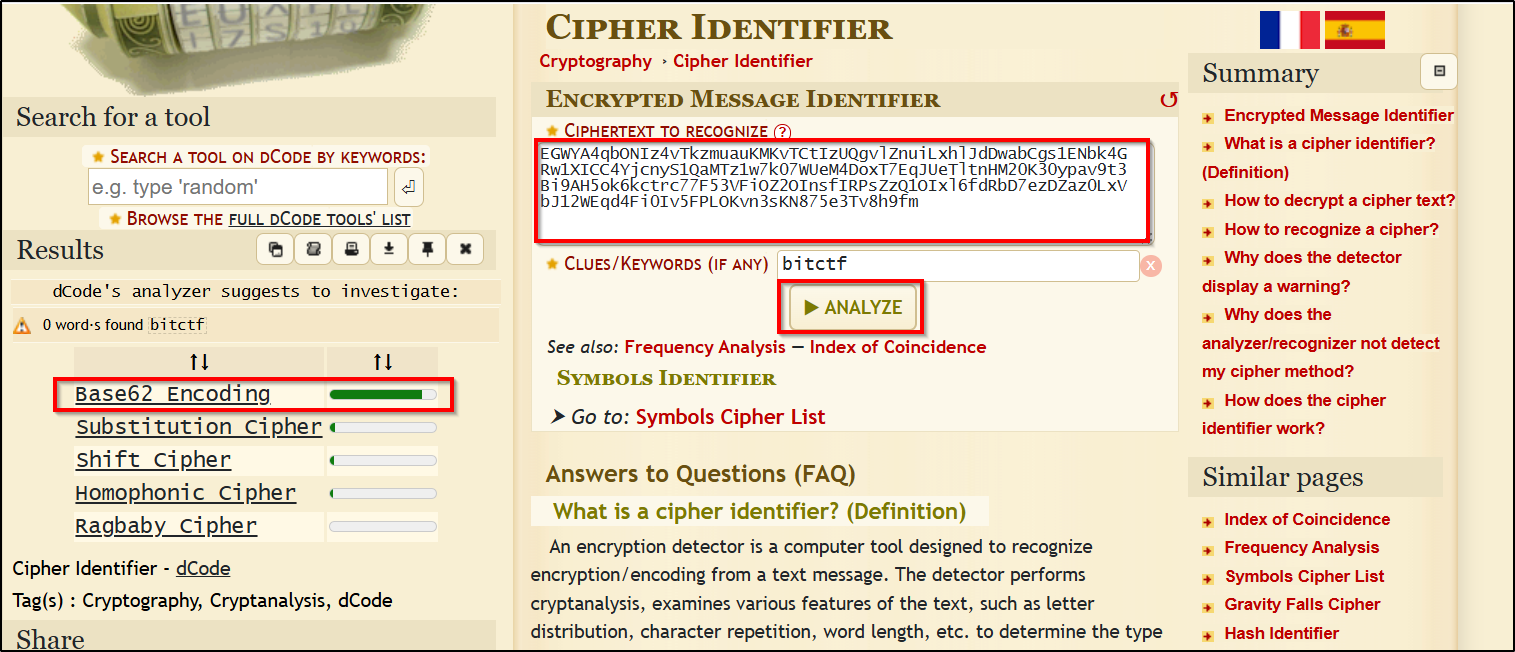 CIPHER IDENTIFIER
Cryptography › Cipher Identifier
ENCRYPTED MESSAGE IDENTIFIER
CIPHERTEXT TO RECOGNIZE ?
EGWYA4qbONIz4vTkzmuauKMKvTCtIzUQgvlZnuiLxhlJdDwabCgs1ENbk4G
Rw1XICC4YjcnyS1QaMTz1w7kO7WUeM4DoxT7EqJUeTltnHM2OK3Oypav9t3
Bi9AH5ok6kctrc77F53VFiOZ2OInsfIRPsZzQ1OIxl6fdRbD7ezDZazOLxV
bJ12WEqd4FiOIv5FPLOKvn3sKN875e3Tv8h9fm
CLUES/KEYWORDS (IF ANY) bitctf X
▶ ANALYZE
See also: Frequency Analysis — Index of Coincidence
SYMBOLS IDENTIFIER
➤ Go to: Symbols Cipher List
Answers to Questions (FAQ)
What is a cipher identifier? (Definition)
An encryption detector is a computer tool designed to recognize
encryption/encoding from a text message. The detector performs
cryptanalysis, examines various features of the text, such as letter
distribution, character repetition, word length, etc. to determine the type
Search for a tool
SEARCH A TOOL ON DCODE BY KEYWORDS:
e.g. type 'random'
BROWSE THE FULL DCODE TOOLS' LIST
Results
dCode's analyzer suggests to investigate:
0 word·s found bitctf
↑↓ ↑↓
Base62 Encoding
Substitution Cipher
Shift Cipher
Homophonic Cipher
Ragbaby Cipher
Cipher Identifier - dCode
Tag(s) : Cryptography, Cryptanalysis, dCode
Share
Summary
Encrypted Message Identifier
What is a cipher identifier?
(Definition)
How to decrypt a cipher text?
How to recognize a cipher?
Why does the detector
display a warning?
Why does the
analyzer/recognizer not detect
my cipher method?
How does the cipher
identifier work?
Similar pages
Index of Coincidence
Frequency Analysis
Symbols Cipher List
Gravity Falls Cipher
Hash Identifier